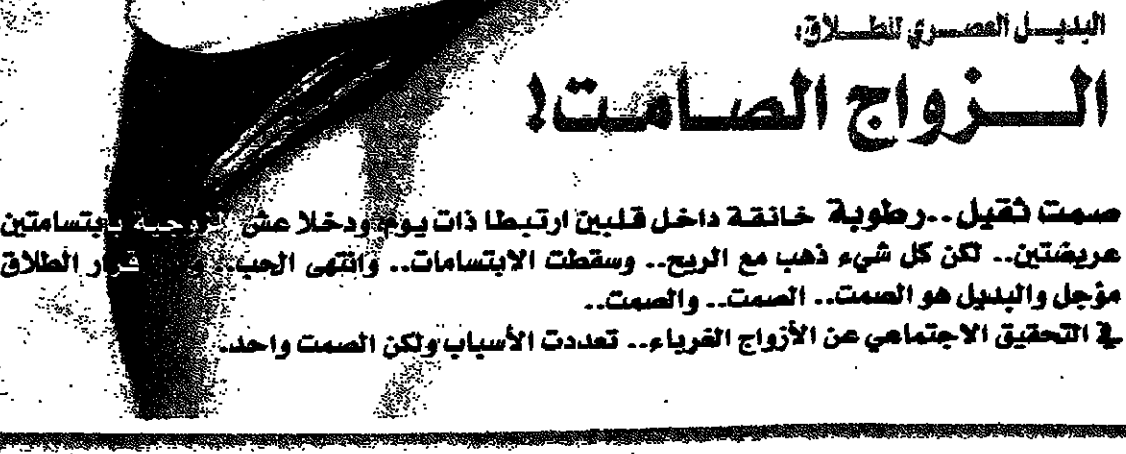 البديل العصري للطلاق:
الزواج الصامت!
صمت ثقيل.. رطوبة خانقة داخل قلبين ارتبطا ذات يوم ودخلا عش الزوجية بابتسامتين
عريضتين.. لكن كل شيء ذهب مع الريح.. وسقطت الابتسامات.. وانتهى الحب.. قرار الطلاق
مؤجل والبديل هو الصمت.. الصمت.. والصمت..
في التحقيق الاجتماعي عن الأزواج الغرباء.. تعددت الأسباب ولكن الصمت واحد.